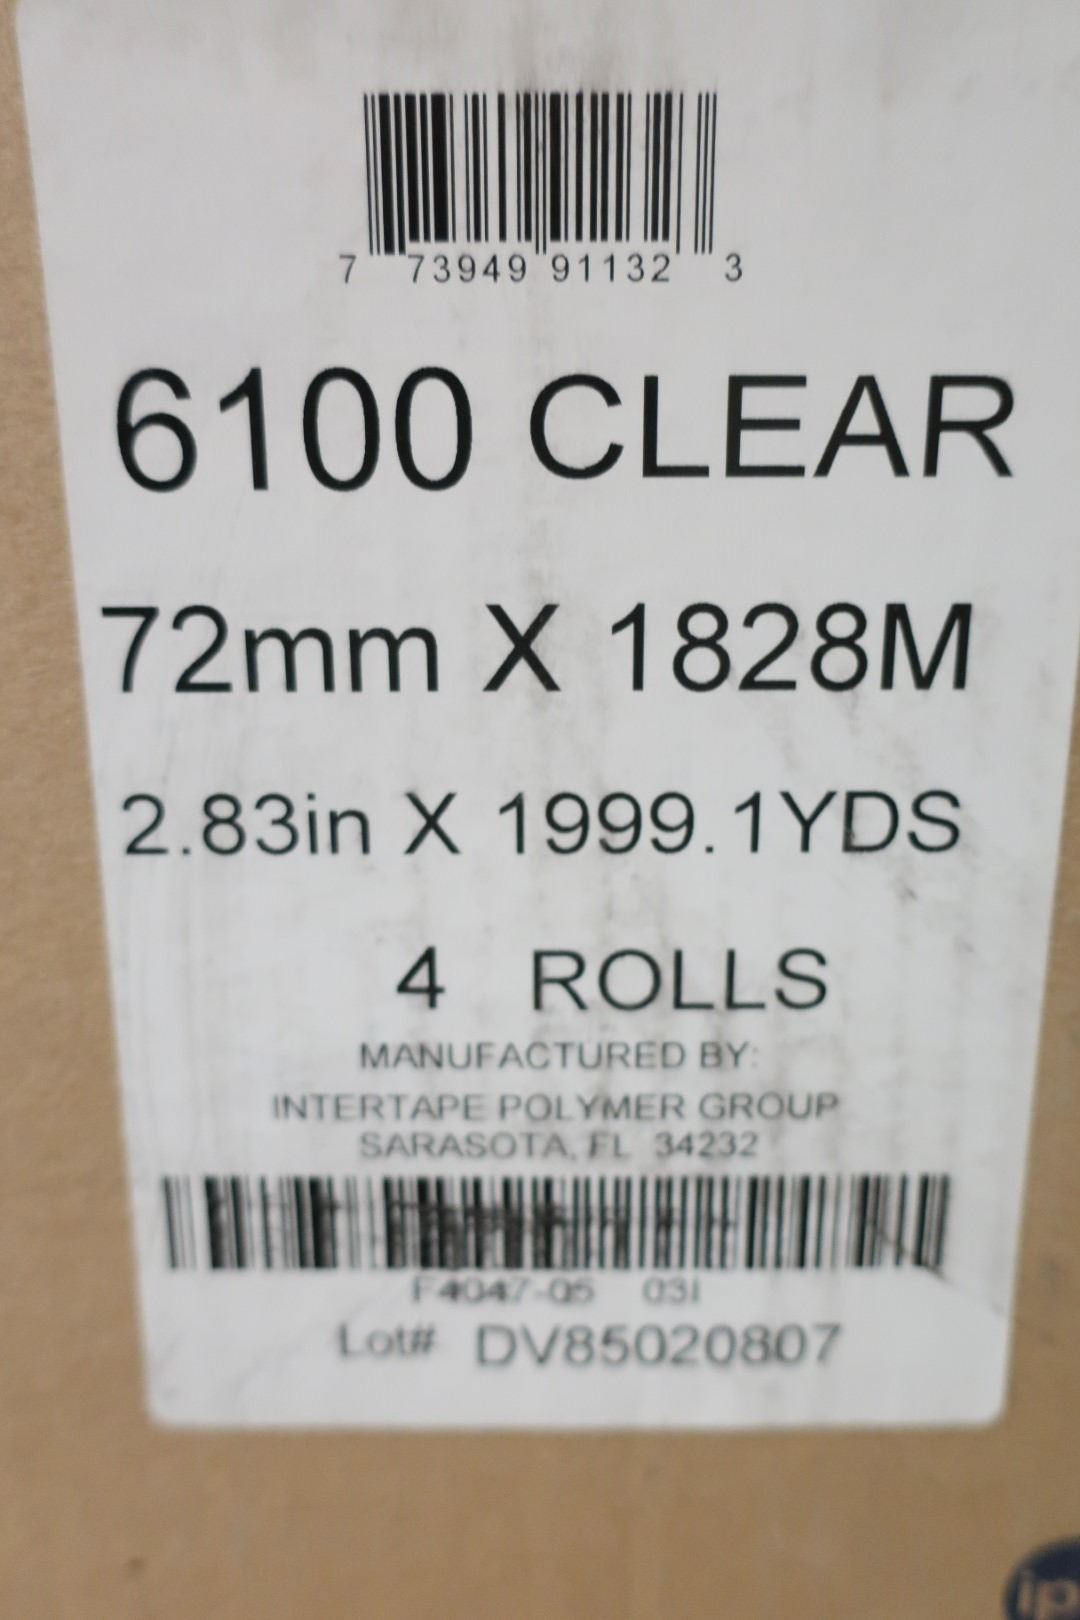 7 73949 91132 3
6100 CLEAR
72mm X 1828M
2.83in X 1999.1YDS
4 ROLLS
MANUFACTURED BY:
INTERTAPE POLYMER GROUP
SARASOTA, FL 34232
F4047-05 03I
Lot# DV85020807
ip